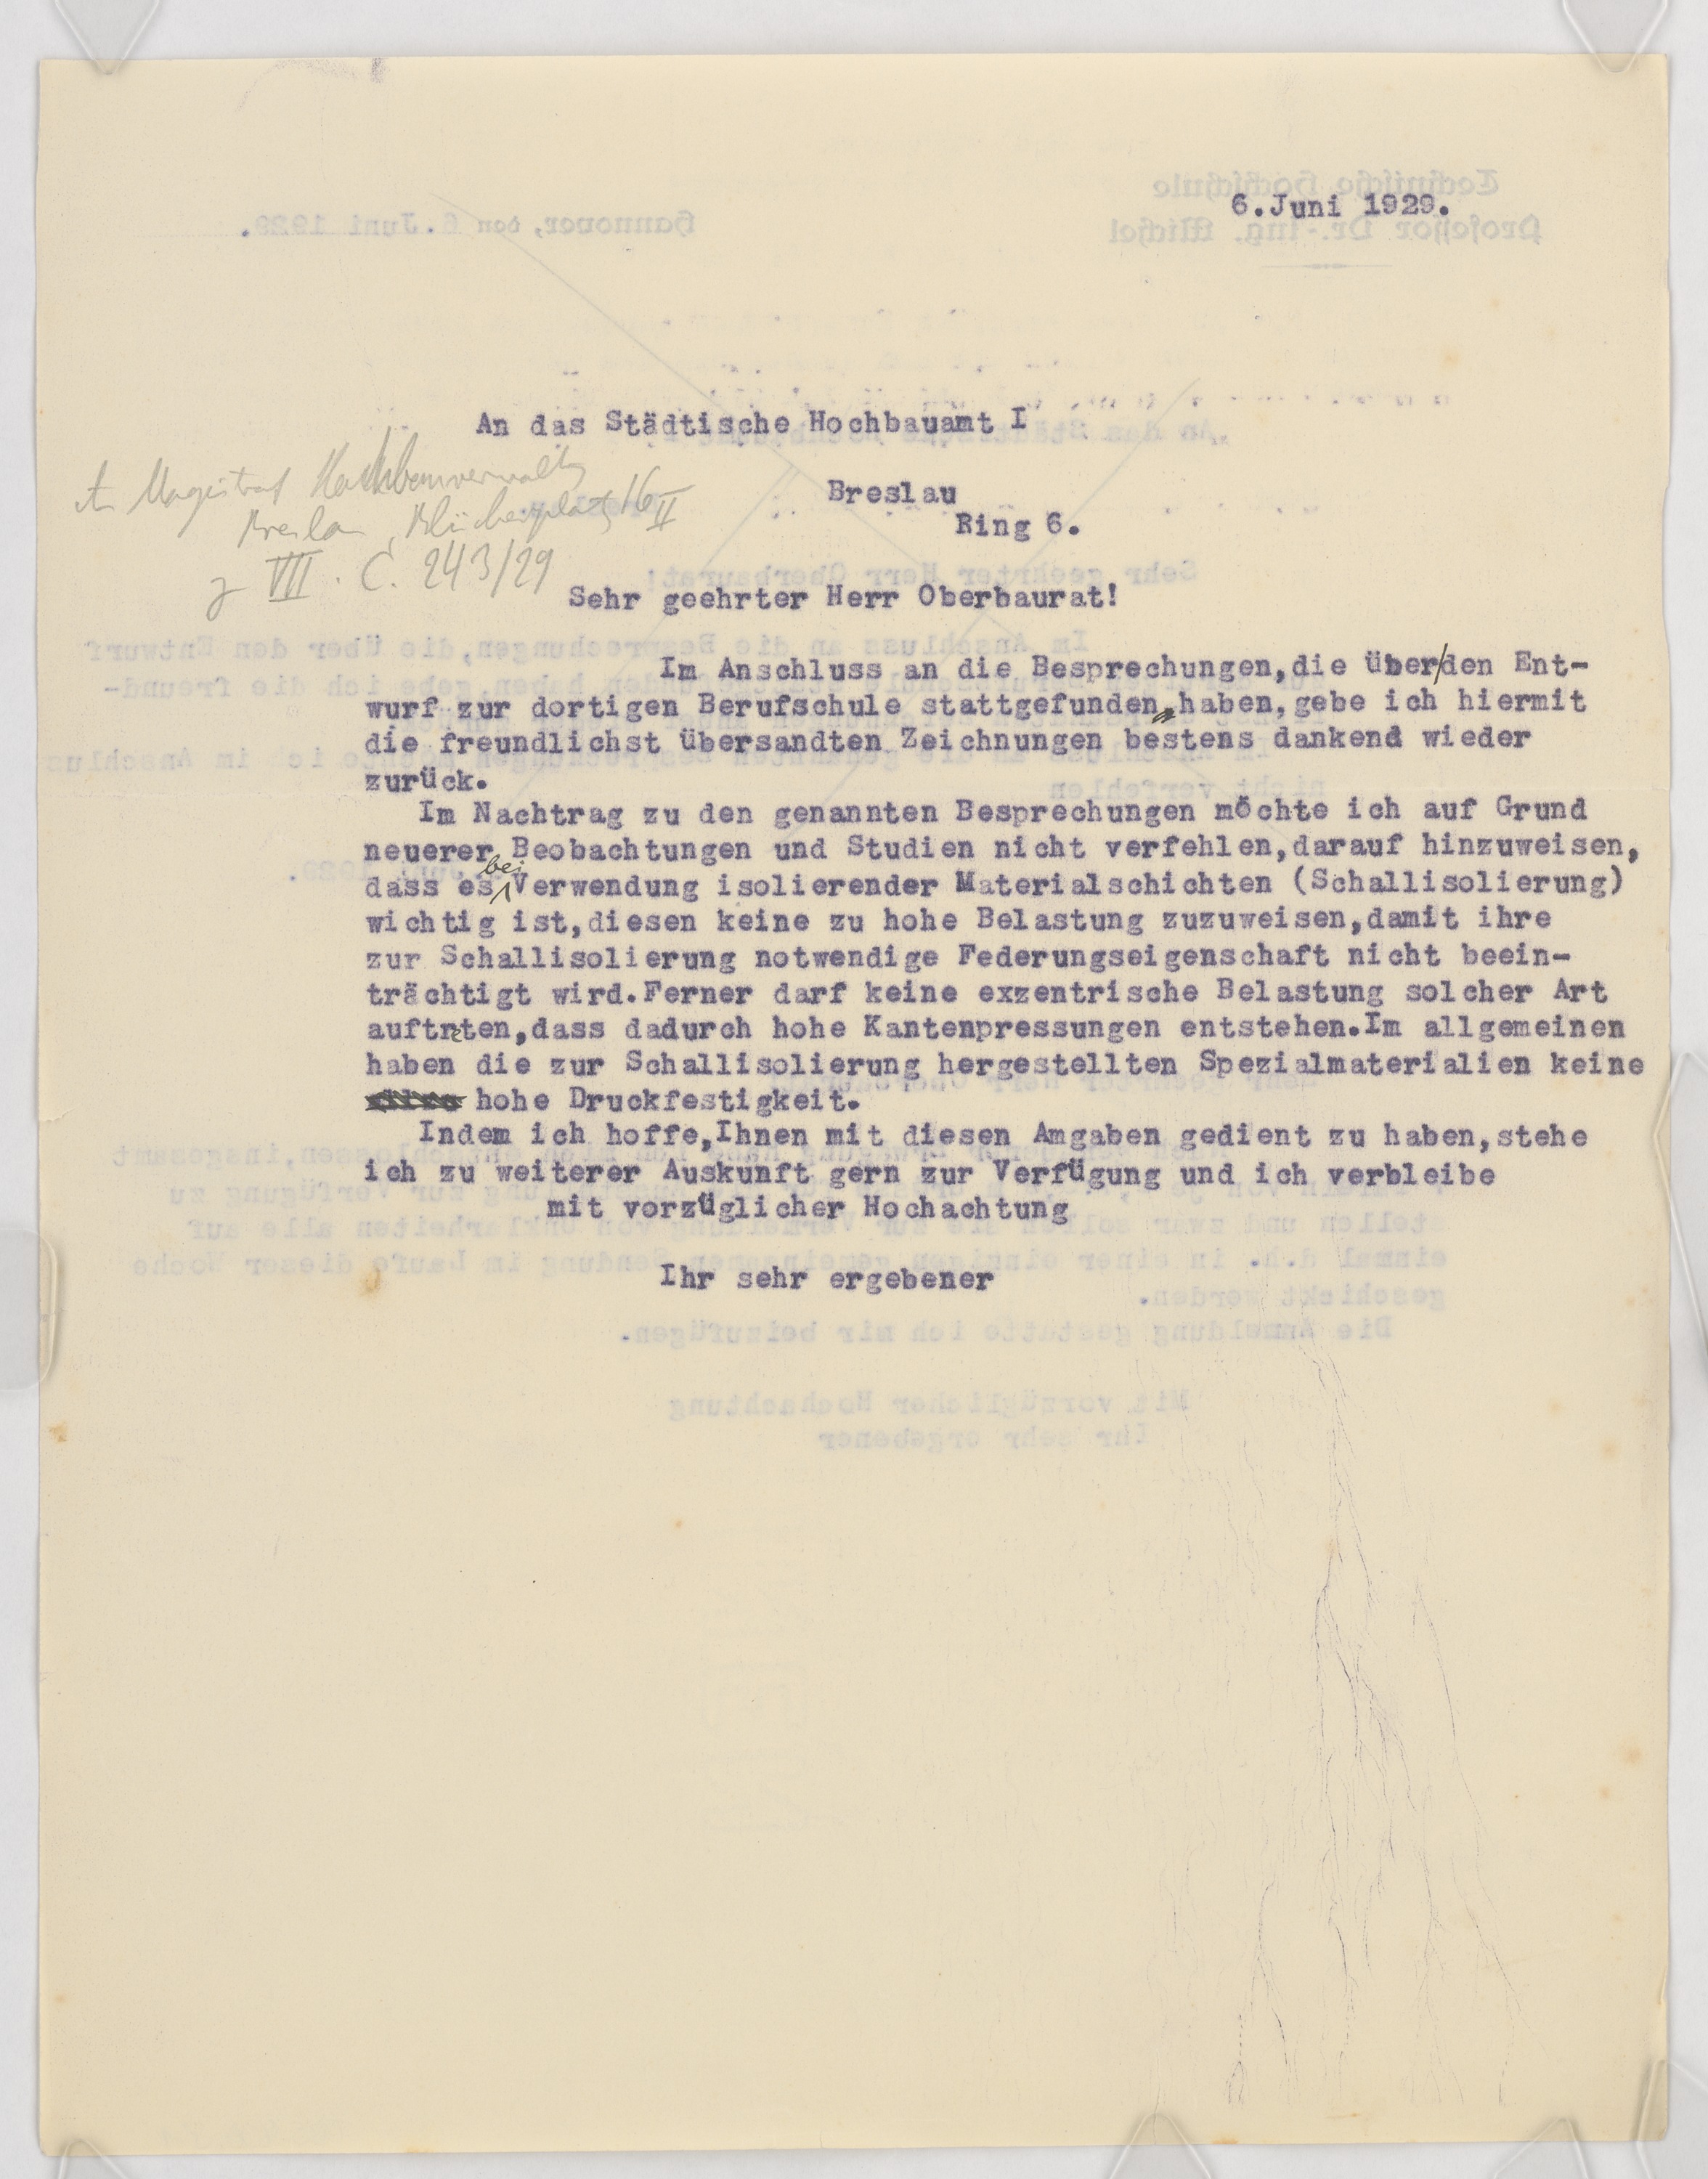 6.Juni 1929.
An das Städtische Hochbauamt I
An Magistrat Hochbauverwaltg
Breslau, Blücherplatz 16 II
VII. C. 243/29
Breslau
Ring 6.
Sehr geehrter Herr Oberbaurat!
Im Anschluss an die Besprechungen,die über/den Ent-
wurf zur dortigen Berufschule stattgefunden haben,gebe ich hiermit
die freundlichst übersandten Zeichnungen bestens dankend wieder
zurück.
Im Nachtrag zu den genannten Besprechungen möchte ich auf Grund
neuerer Beobachtungen und Studien nicht verfehlen,darauf hinzuweisen,
dass es bei Verwendung isolierender Materialschichten (Schallisolierung)
wichtig ist,diesen keine zu hohe Belastung zuzuweisen,damit ihre
zur Schallisolierung notwendige Federungseigenschaft nicht beein-
trächtigt wird.Ferner darf keine exzentrische Belastung solcher Art
auftreten,dass dadurch hohe Kantenpressungen entstehen.Im allgemeinen
haben die zur Schallisolierung hergestellten Spezialmaterialien keine
hohe Druckfestigkeit.
Indem ich hoffe,Ihnen mit diesen Amgaben gedient zu haben,stehe
ich zu weiterer Auskunft gern zur Verfügung und ich verbleibe
mit vorzüglicher Hochachtung
Ihr sehr ergebener